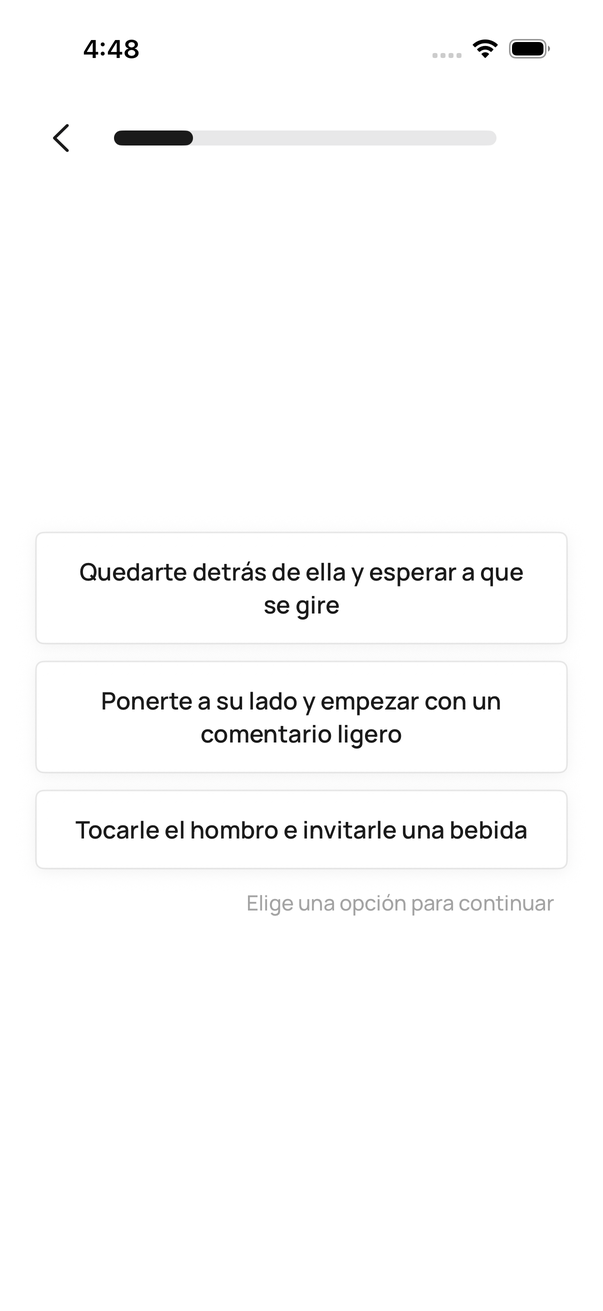 4:48
Quedarte detrás de ella y esperar a que
se gire
Ponerte a su lado y empezar con un
comentario ligero
Tocarle el hombro e invitarle una bebida
Elige una opción para continuar